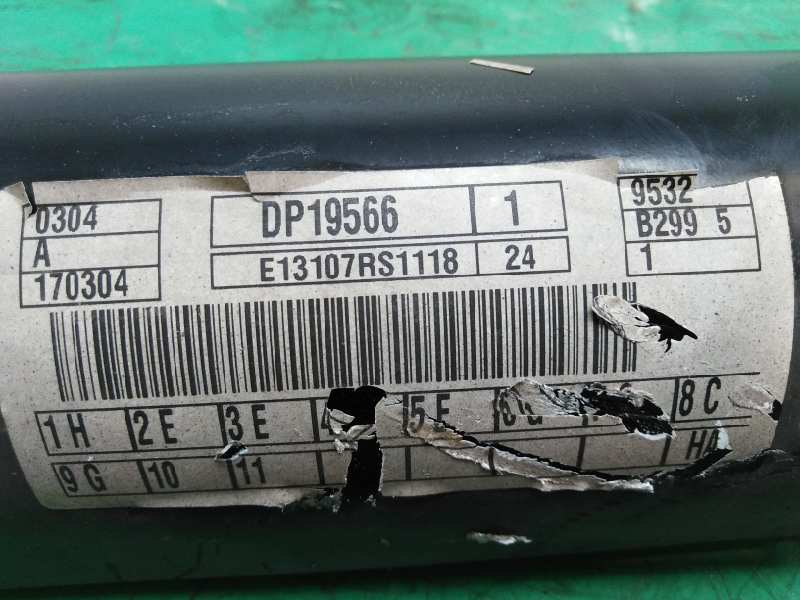 0304 DP19566 1 9532
A B299 5
170304 E13107RS1118 24 1
1 H 2 E 3 E 4 5 E 8 C
9 G 10 11 HA